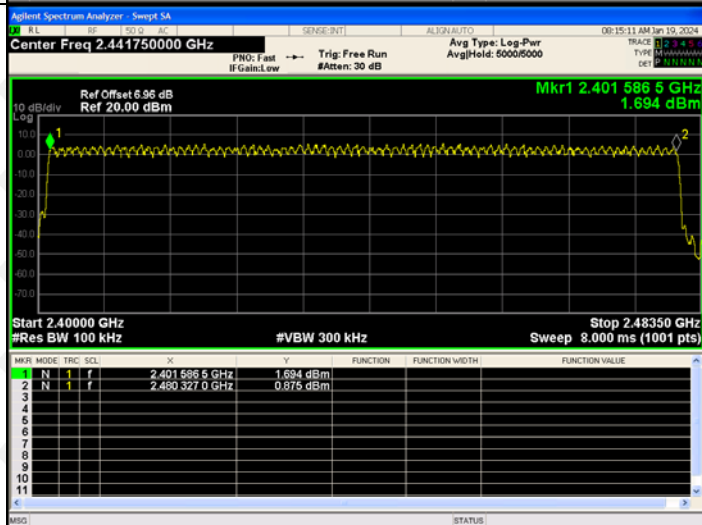 Agilent Spectrum Analyzer - Swept SA
RL RF 50 Ω AC SENSE:INT ALIGNAUTO 08:15:11 AM Jan 19, 2024
Center Freq 2.441750000 GHz
PNO: Fast
IFGain:Low
Trig: Free Run
#Atten: 30 dB
Avg Type: Log-Pwr
Avg|Hold: 5000/5000
TRACE 1 2 3 4 5 6
TYPE M
DET P N N N N N
Ref Offset 6.96 dB
Ref 20.00 dBm
Mkr1 2.401 586 5 GHz
1.694 dBm
10 dB/div
Log
10.0
0.00
-10.0
-20.0
-30.0
-40.0
-50.0
-60.0
-70.0
1
2
Start 2.40000 GHz Stop 2.48350 GHz
#Res BW 100 kHz #VBW 300 kHz Sweep 8.000 ms (1001 pts)
MKR MODE TRC SCL X Y FUNCTION FUNCTION WIDTH FUNCTION VALUE
1 N 1 f 2.401 586 5 GHz 1.694 dBm
2 N 1 f 2.480 327 0 GHz 0.875 dBm
3
4
5
6
7
8
9
10
11
MSG STATUS